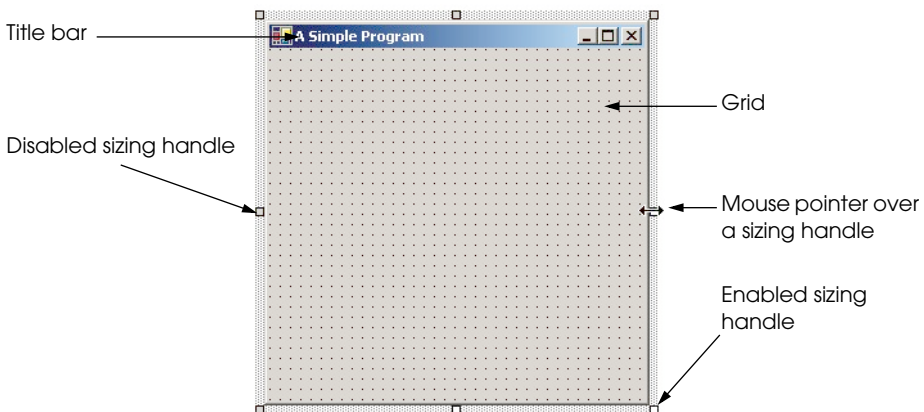 Title bar
A Simple Program
Grid
Disabled sizing handle
Mouse pointer over
a sizing handle
Enabled sizing
handle